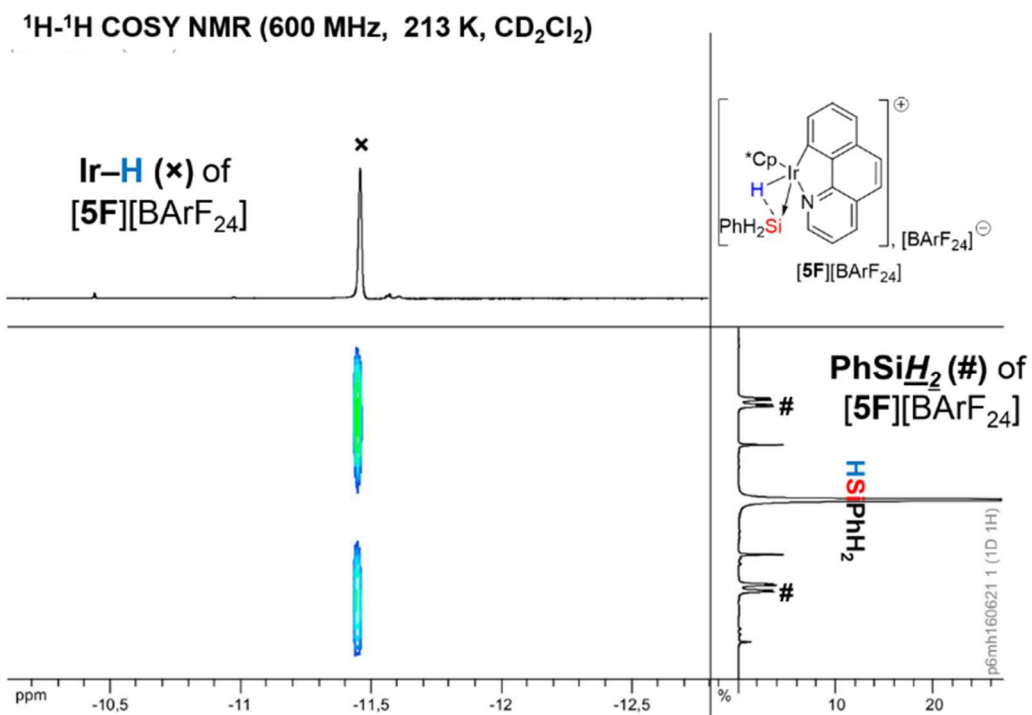 ¹H-¹H COSY NMR (600 MHz, 213 K, CD₂Cl₂)
×
Ir–H (×) of
[5F][BArF₂₄]
⊕
*Cp
Ir
H
N
PhH₂Si
, [BArF₂₄]⊖
[5F][BArF₂₄]
PhSiH₂ (#) of
[5F][BArF₂₄]
#
HSiPhH₂
#
p6mh160621 1 (1D 1H)
ppm -10,5 -11 -11,5 -12 -12,5 % 10 20